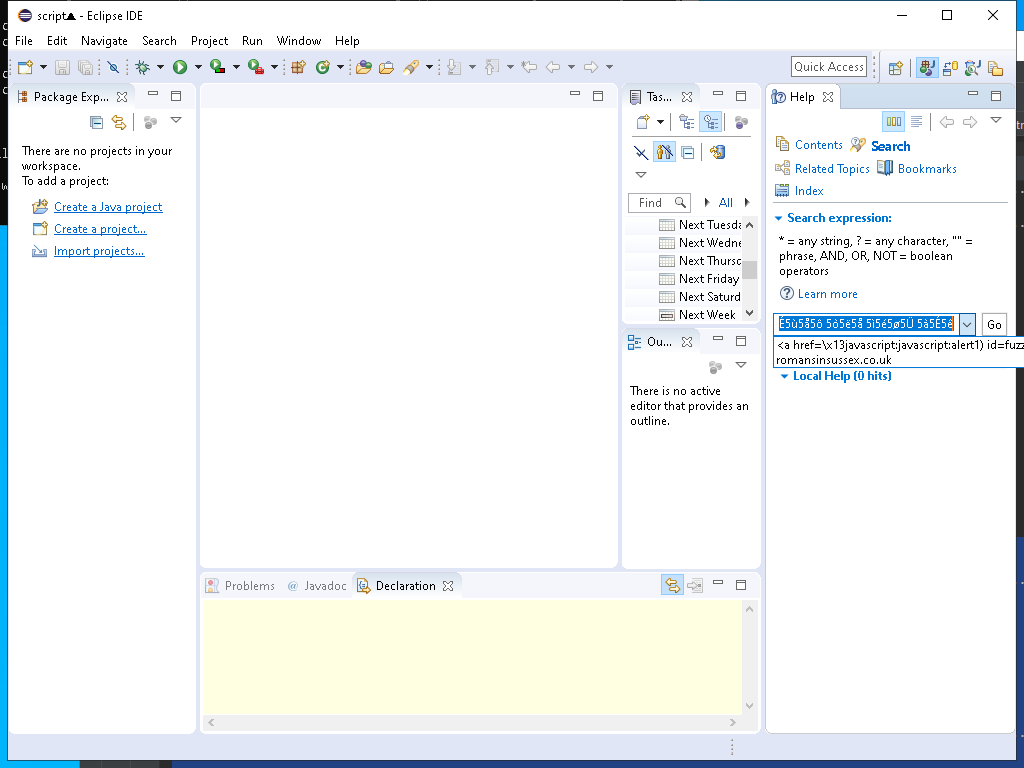 script▲ - Eclipse IDE
File Edit Navigate Search Project Run Window Help
Quick Access
Package Exp...
There are no projects in your
workspace.
To add a project:
Create a Java project
Create a project...
Import projects...
Tas...
Find
All
Next Tuesda
Next Wedne
Next Thursd
Next Friday
Next Saturd
Next Week
Ou...
There is no active
editor that provides an
outline.
Help
Contents Search
Related Topics Bookmarks
Index
Search expression:
* = any string, ? = any character, "" =
phrase, AND, OR, NOT = boolean
operators
Learn more
Go
<a href=\x13javascript:javascript:alert1) id=fuzz
romansinsussex.co.uk
Local Help (0 hits)
Problems @ Javadoc Declaration